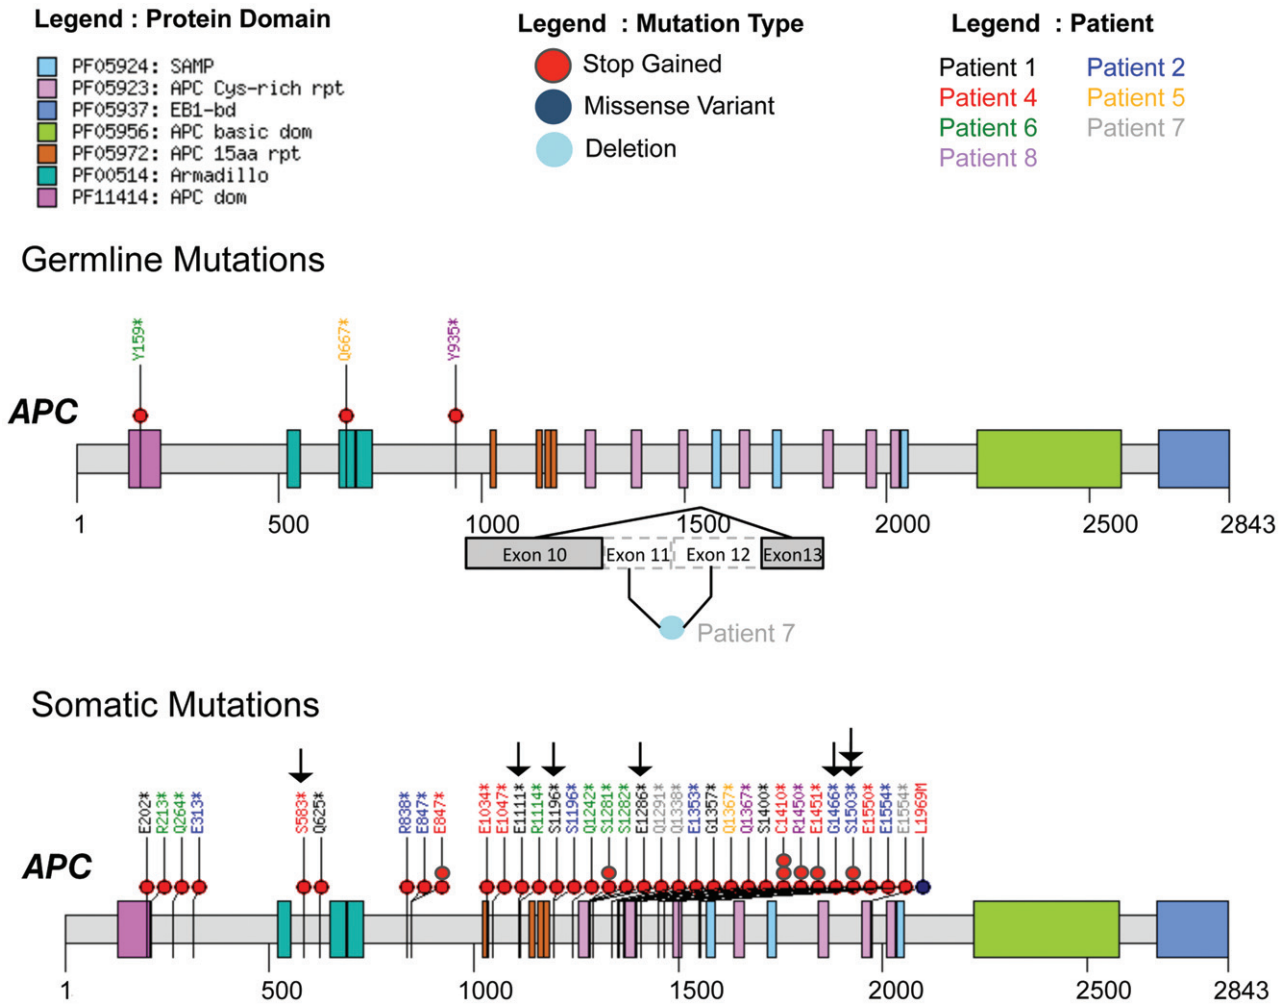 Legend : Protein Domain
PF05924: SAMP
PF05923: APC Cys-rich rpt
PF05937: EB1-bd
PF05956: APC basic dom
PF05972: APC 15aa rpt
PF00514: Armadillo
PF11414: APC dom
Legend : Mutation Type
Stop Gained
Missense Variant
Deletion
Legend : Patient
Patient 1 Patient 2
Patient 4 Patient 5
Patient 6 Patient 7
Patient 8
Germline Mutations
Y159* Q667* Y935*
APC
1 500 1000 1500 2000 2500 2843
Exon 10 Exon 11 Exon 12 Exon13
Patient 7
Somatic Mutations
E202* R213* Q264* E313* S583* Q625* R838* E847* E847* E1034* E1047* E1111* R1114* S1196* S1196* Q1242* S1281* S1282* E1286* Q1291* Q1338* E1353* G1357* Q1367* Q1367* S1400* C1410* R1450* E1451* G1466* S1503* E1550* E1554* E1554* L1969M
APC
1 500 1000 1500 2000 2500 2843